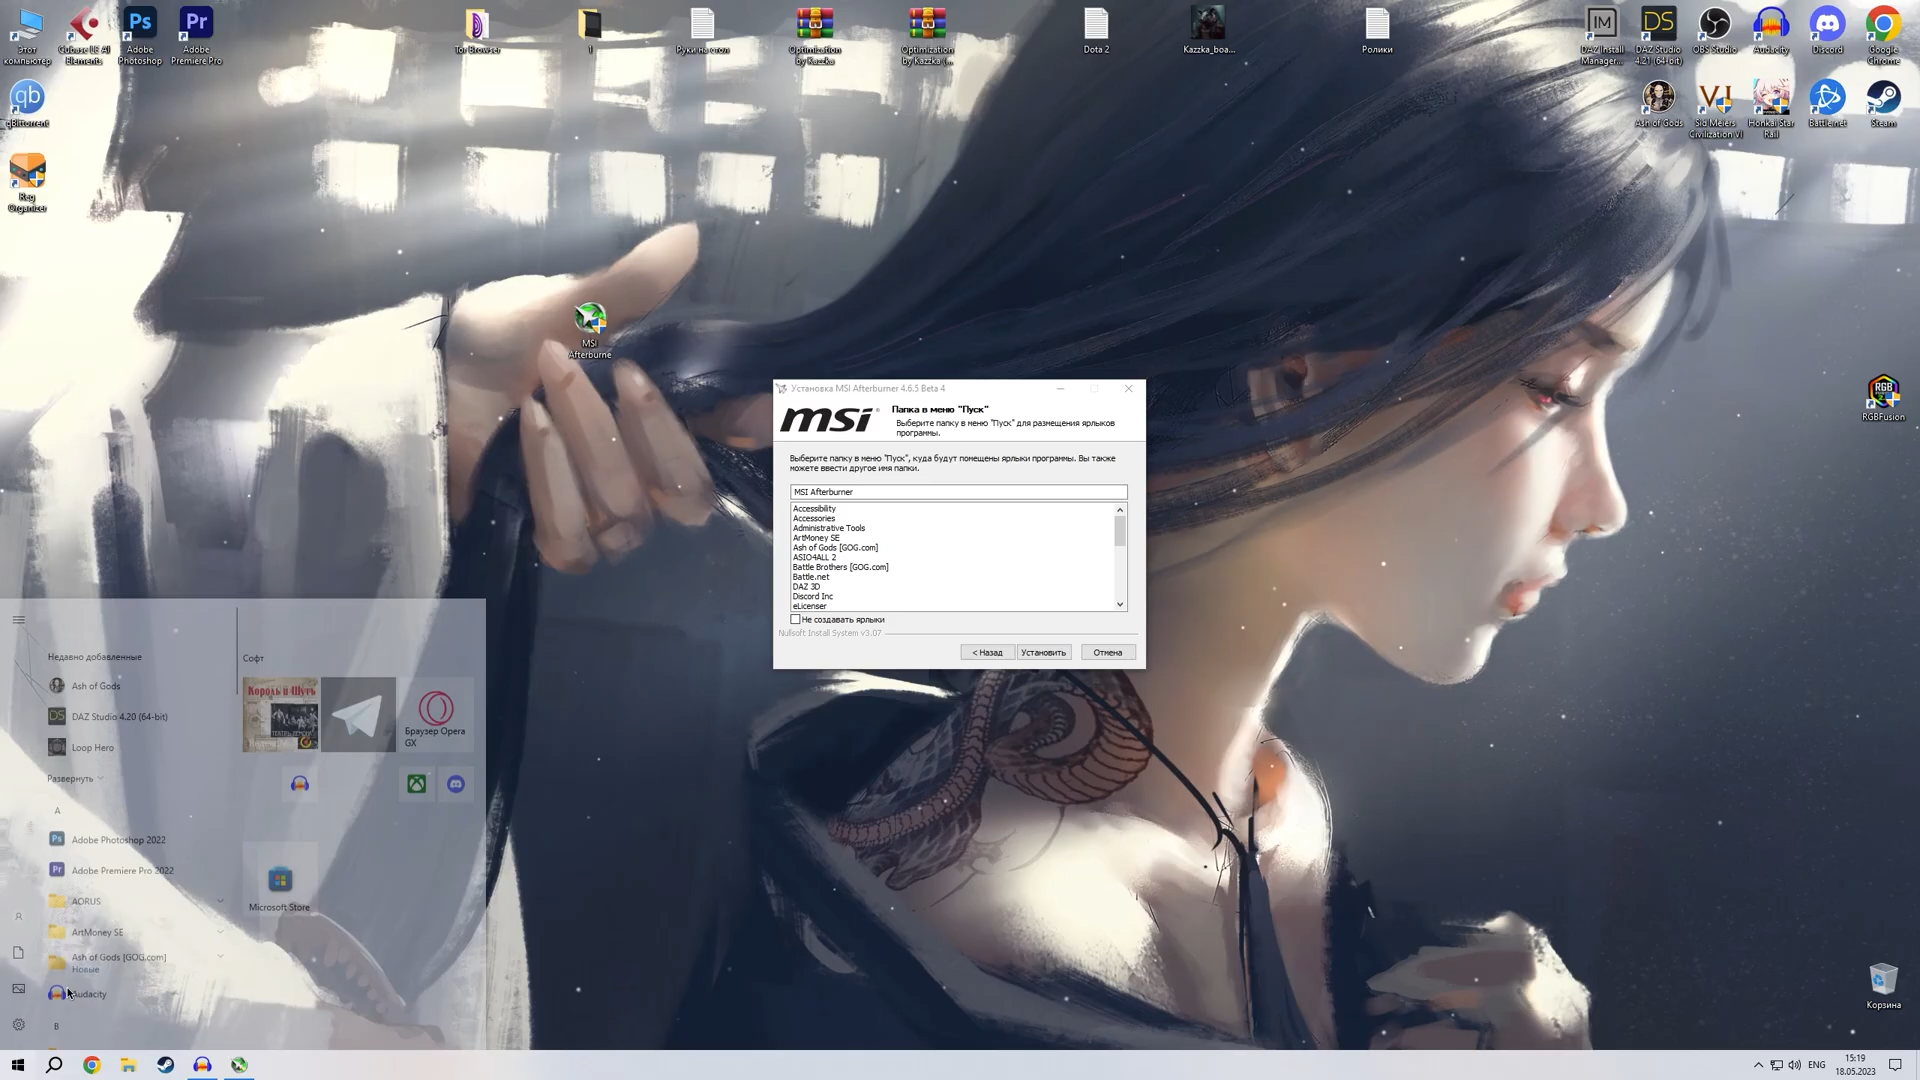 Этот
компьютер
Cubase LE AI
Elements
Adobe
Photoshop
Adobe
Premiere Pro
Tor Browser
1
Руки на стол
Optimization
by Kazzka
Optimization
by Kazzka (...
Dota 2
Kazzka_boa...
Ролики
DAZ Install
Manager...
DAZ Studio
4.21 (64-bit)
OBS Studio
Audacity
Discord
Google
Chrome
qBittorrent
Ash of Gods
Sid Meiers
Civilization VI
Honkai Star
Rail
Battle.net
Steam
Reg
Organizer
MSI
Afterburne
RGBFusion
Корзина
Установка MSI Afterburner 4.6.5 Beta 4
msi
Папка в меню "Пуск"
Выберите папку в меню "Пуск" для размещения ярлыков
программы.
Выберите папку в меню "Пуск", куда будут помещены ярлыки программы. Вы также
можете ввести другое имя папки.
MSI Afterburner
Accessibility
Accessories
Administrative Tools
ArtMoney SE
Ash of Gods [GOG.com]
ASIO4ALL 2
Battle Brothers [GOG.com]
Battle.net
DAZ 3D
Discord Inc
eLicenser
Не создавать ярлыки
Nullsoft Install System v3.07
< Назад
Установить
Отмена
Недавно добавленные
Ash of Gods
DAZ Studio 4.20 (64-bit)
Loop Hero
Развернуть
A
Adobe Photoshop 2022
Adobe Premiere Pro 2022
AORUS
ArtMoney SE
Ash of Gods [GOG.com]
Новые
Audacity
B
Софт
Король и Шутъ
Браузер Opera
GX
Microsoft Store
ENG
15:19
18.05.2023